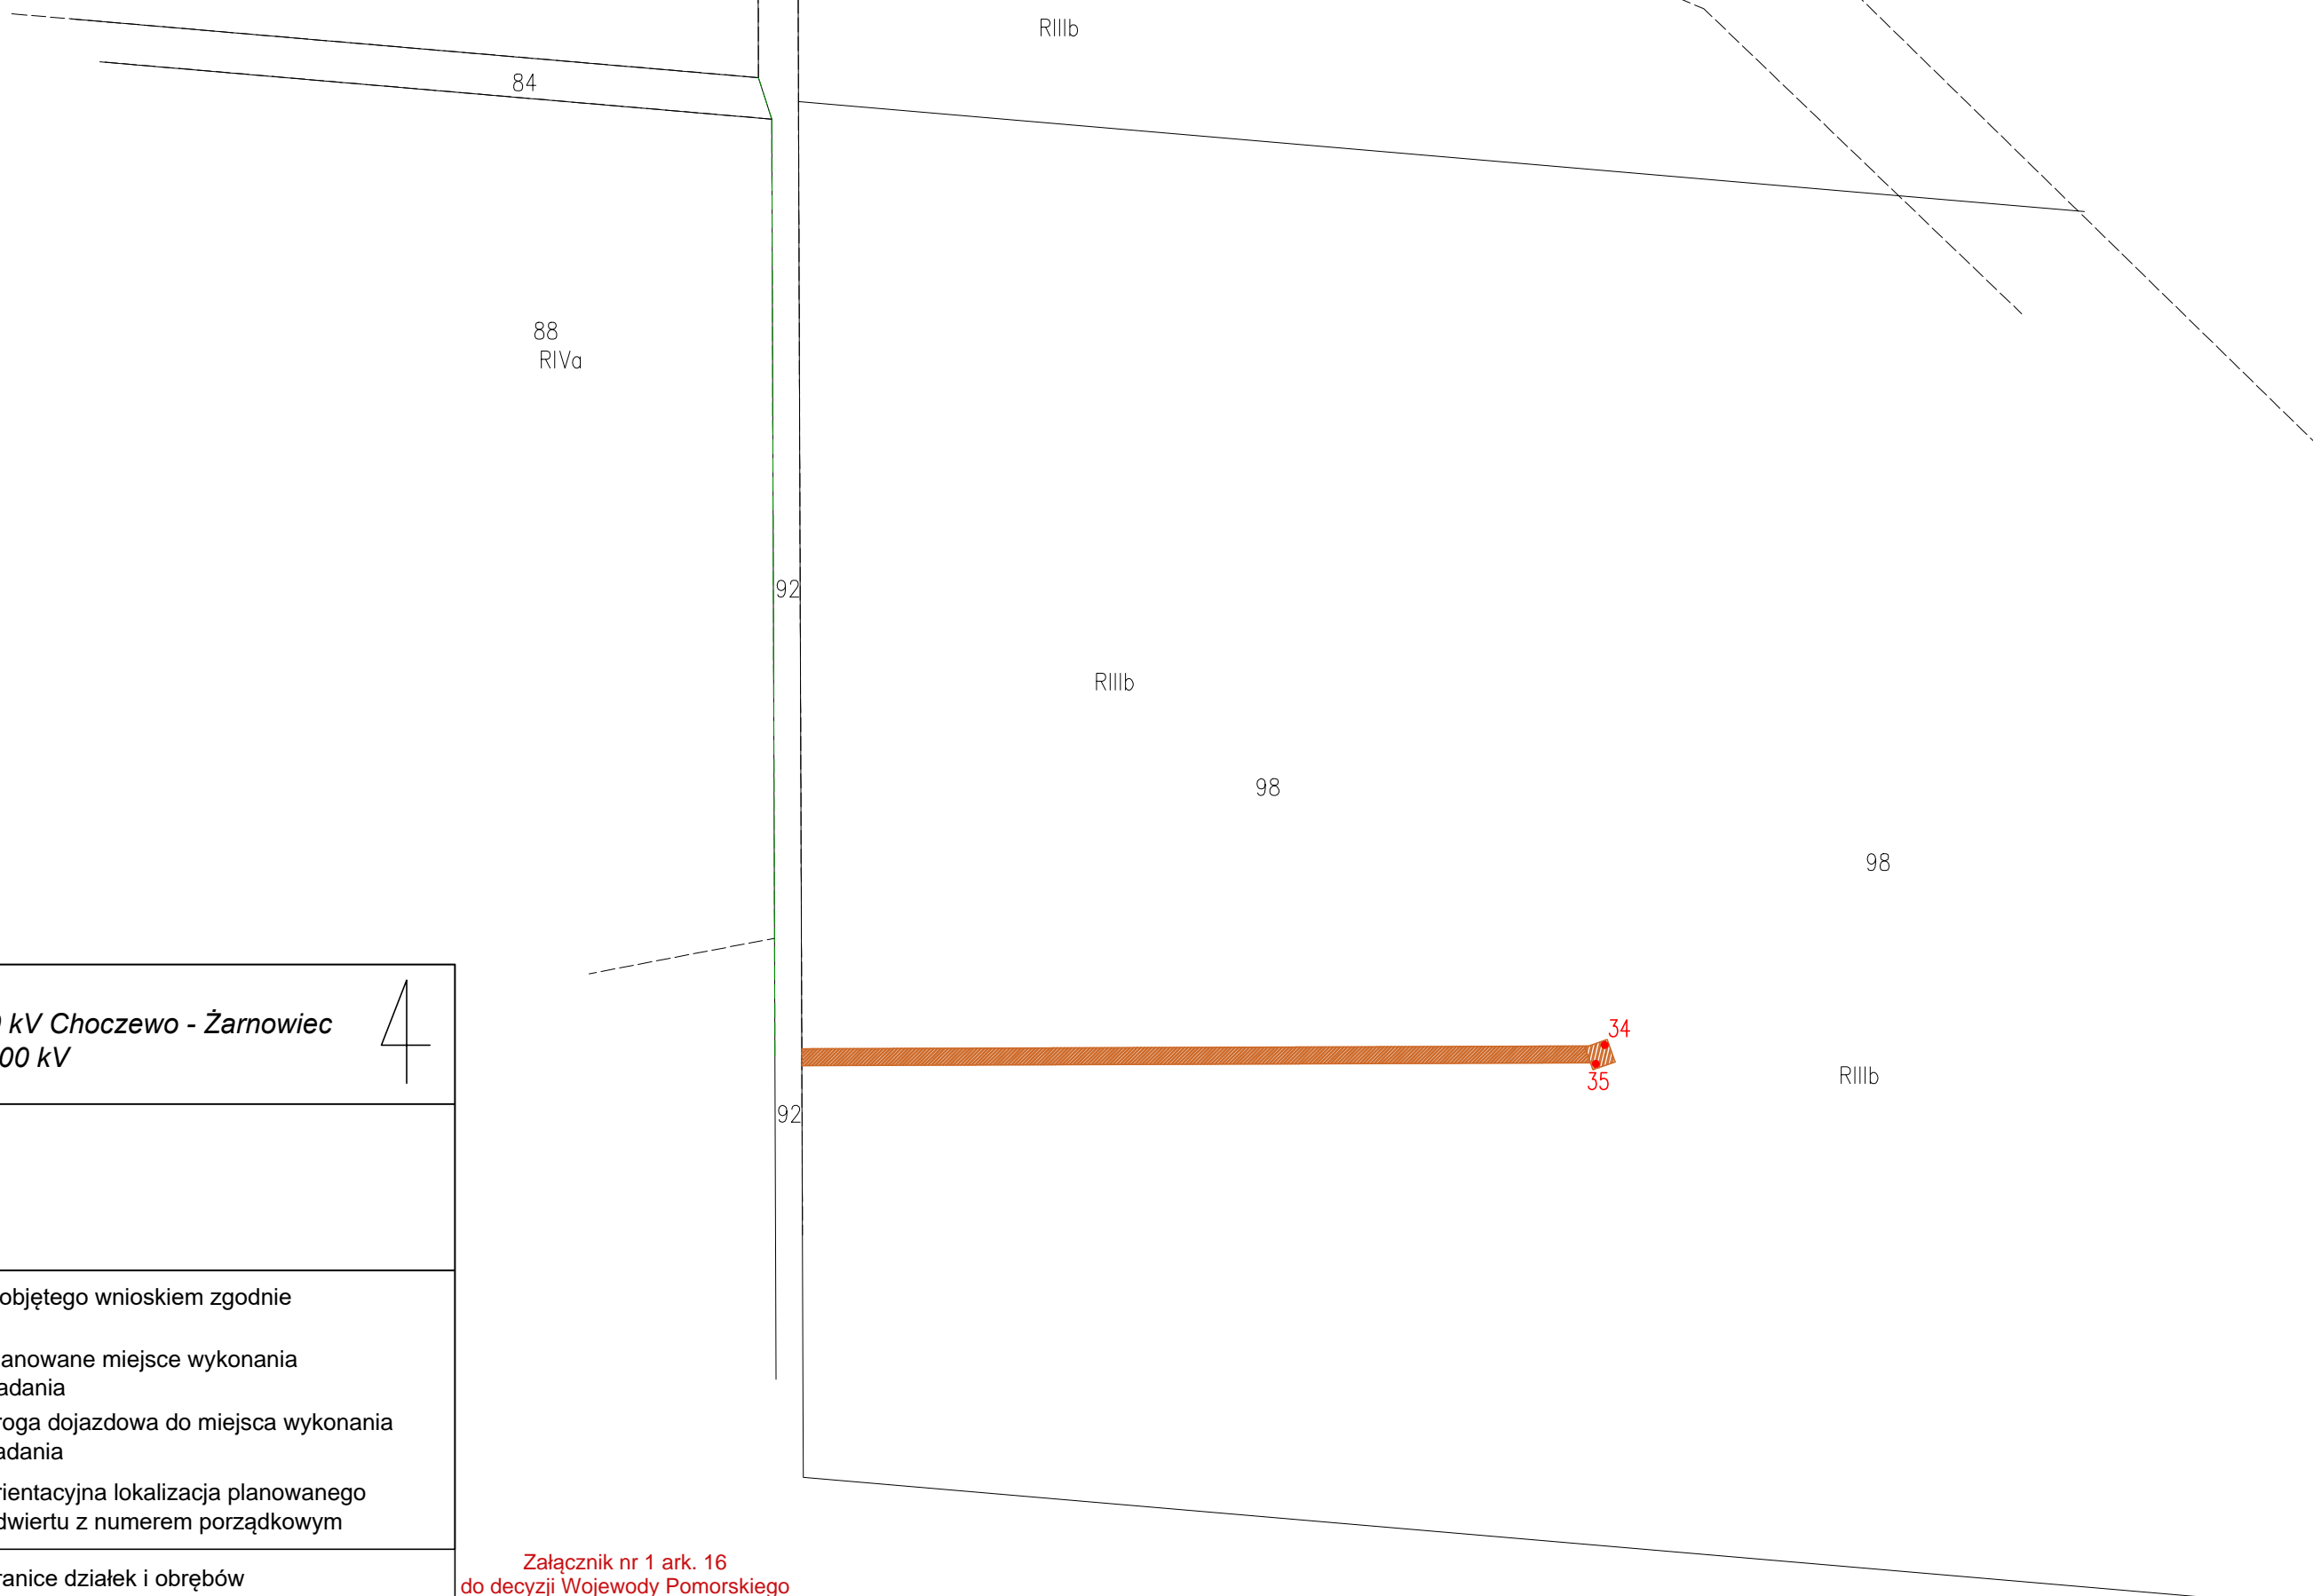 RIIIb
84
88
RIVa
92
RIIIb
98
98
kV Choczewo - Żarnowiec
00 kV
34
35
RIIIb
92
objętego wnioskiem zgodnie
anowane miejsce wykonania
adania
roga dojazdowa do miejsca wykonania
adania
rientacyjna lokalizacja planowanego
dwiertu z numerem porządkowym
ranice działek i obrębów
Załącznik nr 1 ark. 16
do decyzji Wojewody Pomorskiego